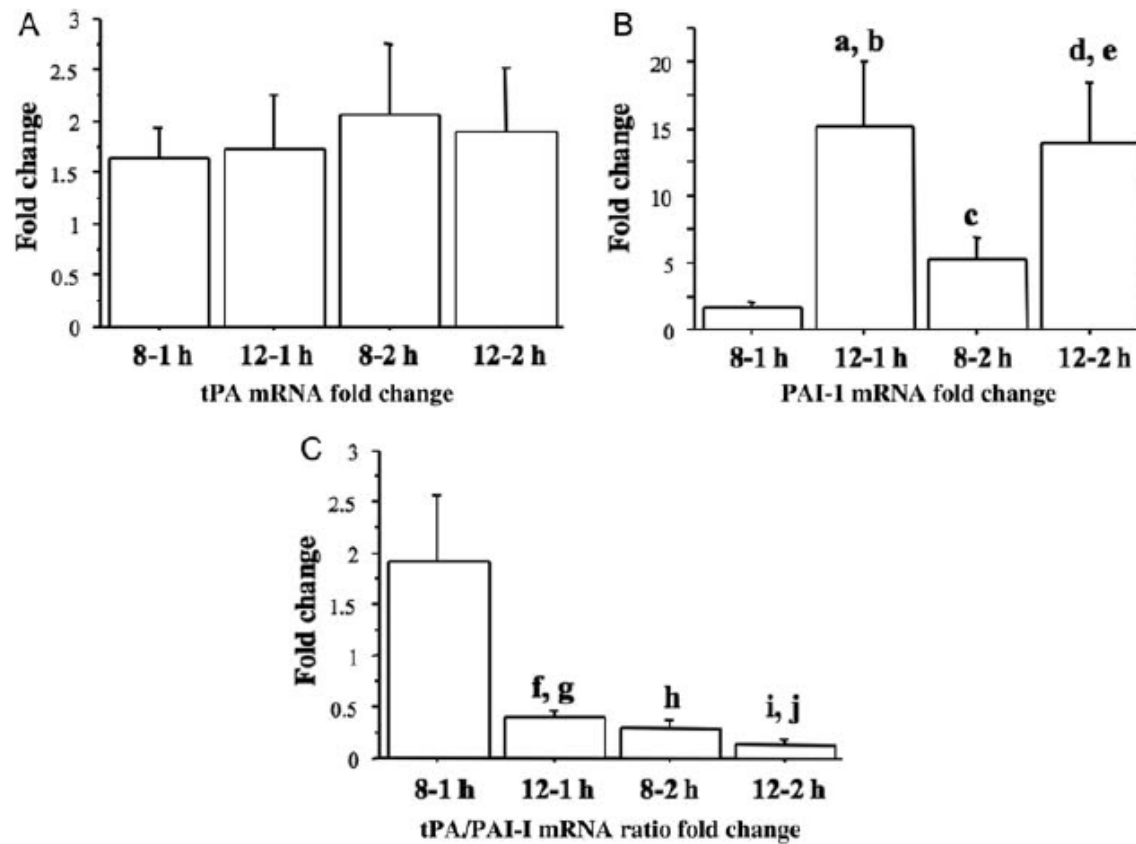 A
Fold change
3
2.5
2
1.5
1
0.5
0
8-1 h 12-1 h 8-2 h 12-2 h
tPA mRNA fold change
B
Fold change
20
15
10
5
0
a, b
c
d, e
8-1 h 12-1 h 8-2 h 12-2 h
PAI-1 mRNA fold change
C
Fold change
3
2.5
2
1.5
1
0.5
0
f, g
h
i, j
8-1 h 12-1 h 8-2 h 12-2 h
tPA/PAI-I mRNA ratio fold change